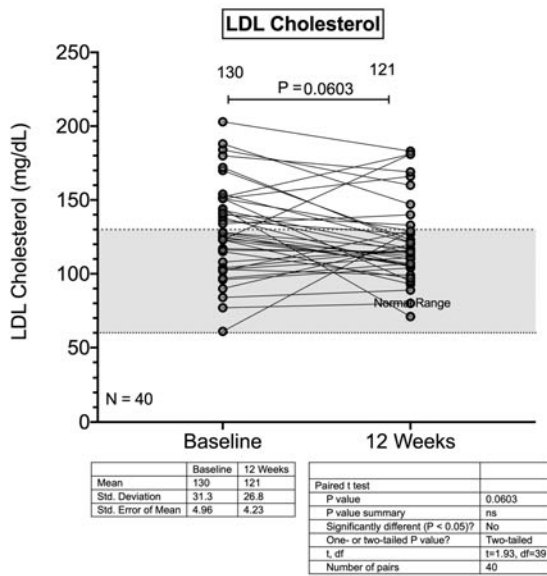 LDL Cholesterol
250
200
150
100
50
0
LDL Cholesterol (mg/dL)
130
121
P = 0.0603
Normal Range
N = 40
Baseline
12 Weeks
Baseline 12 Weeks
Mean 130 121
Std. Deviation 31.3 26.8
Std. Error of Mean 4.96 4.23
Paired t test
P value 0.0603
P value summary ns
Significantly different (P < 0.05)? No
One- or two-tailed P value? Two-tailed
t, df t=1.93, df=39
Number of pairs 40